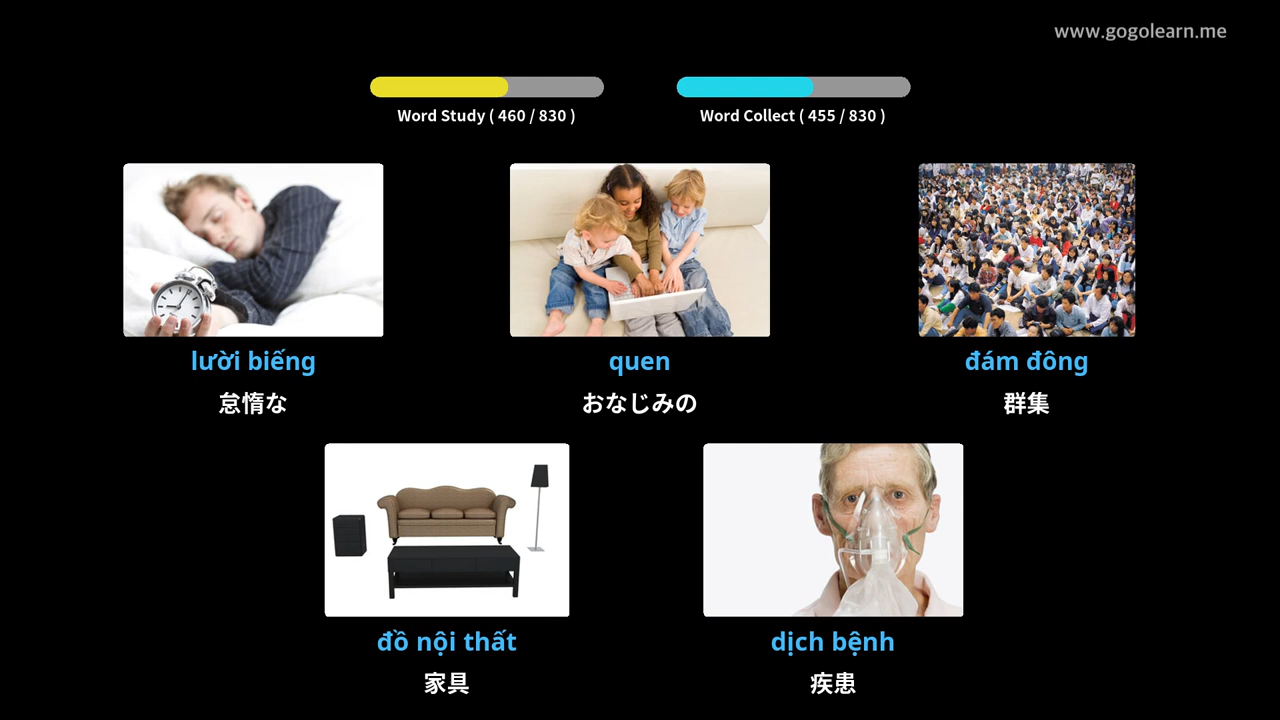 www.gogolearn.me
Word Study ( 460 / 830 )
Word Collect ( 455 / 830 )
lười biếng
怠惰な
quen
おなじみの
đám đông
群集
đồ nội thất
家具
dịch bệnh
疾患